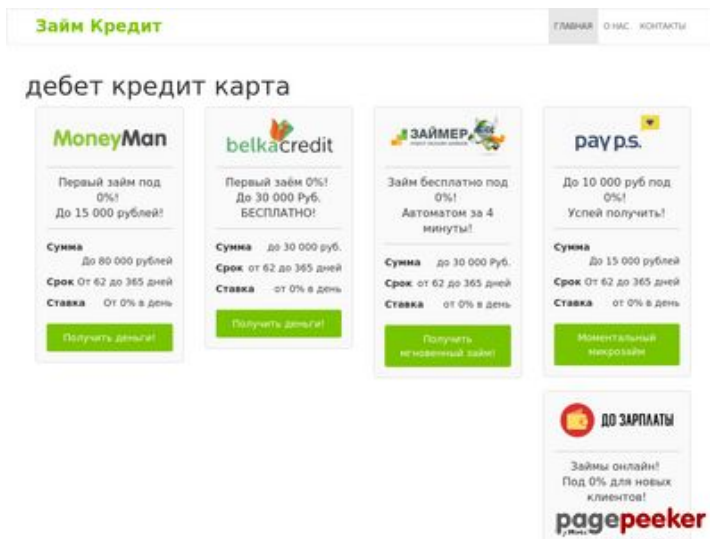 Займ Кредит
ГЛАВНАЯ О НАС. КОНТАКТЫ
дебет кредит карта
MoneyMan
Первый займ под
0%!
До 15 000 рублей!
Сумма
До 80 000 рублей
Срок От 62 до 365 дней
Ставка От 0% в день
Получить деньги!
belkacredit
Первый заём 0%!
До 30 000 Руб.
БЕСПЛАТНО!
Сумма до 30 000 руб.
Срок от 62 до 365 дней
Ставка от 0% в день
Получить деньги!
ЗАЙМЕР
Займ бесплатно под
0%!
Автоматом за 4
минуты!
Сумма до 30 000 Руб.
Срок от 62 до 365 дней
Ставка от 0% в день
Получить
мгновенный займ!
pay p.s.
До 10 000 руб под
0%!
Успей получить!
Сумма
До 15 000 рублей
Срок От 62 до 365 дней
Ставка от 0% в день
Моментальный
микрозайм
ДО ЗАРПЛАТЫ
Займы онлайн!
Под 0% для новых
клиентов!
pagepeeker